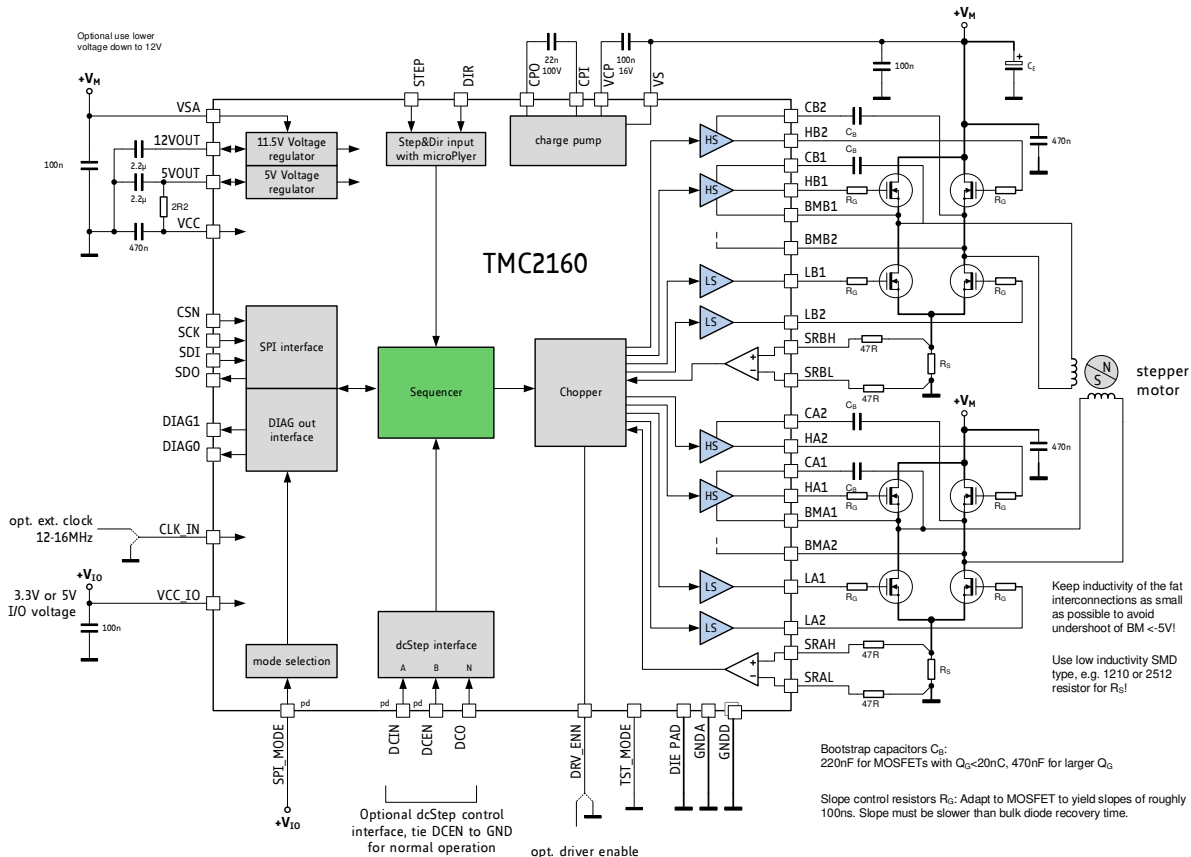 Optional use lower
voltage down to 12V
+VM
VSA
12VOUT
5VOUT
VCC
100n
2.2µ
2.2µ
2R2
470n
11.5V Voltage
regulator
5V Voltage
regulator
STEP
DIR
Step&Dir input
with microPlyer
22n
100V
100n
16V
CPO
CPI
VCP
VS
charge pump
+VM
100n
CE
+
470n
TMC2160
CSN
SCK
SDI
SDO
DIAG1
DIAG0
SPI interface
DIAG out
interface
Sequencer
Chopper
HS
HS
LS
LS
+
-
CB2
HB2
CB1
HB1
BMB1
BMB2
LB1
LB2
SRBH
SRBL
CB
CB
RG
RG
RG
RG
47R
47R
RS
N
S
stepper
motor
HS
HS
LS
LS
+
-
CA2
HA2
CA1
HA1
BMA1
BMA2
LA1
LA2
SRAH
SRAL
CB
CB
RG
RG
RG
RG
47R
47R
RS
+VM
470n
opt. ext. clock
12-16MHz
CLK_IN
+VIO
3.3V or 5V
I/O voltage
VCC_IO
100n
mode selection
dcStep interface
A B N
pd
pd
pd
SPI_MODE
DCIN
DCEN
DCO
DRV_ENN
TST_MODE
DIE PAD
GNDA
GNDD
+VIO
Optional dcStep control
interface, tie DCEN to GND
for normal operation
opt. driver enable
Keep inductivity of the fat
interconnections as small
as possible to avoid
undershoot of BM <-5V!
Use low inductivity SMD
type, e.g. 1210 or 2512
resistor for RS!
Bootstrap capacitors CB:
220nF for MOSFETs with QG<20nC, 470nF for larger QG
Slope control resistors RG: Adapt to MOSFET to yield slopes of roughly
100ns. Slope must be slower than bulk diode recovery time.